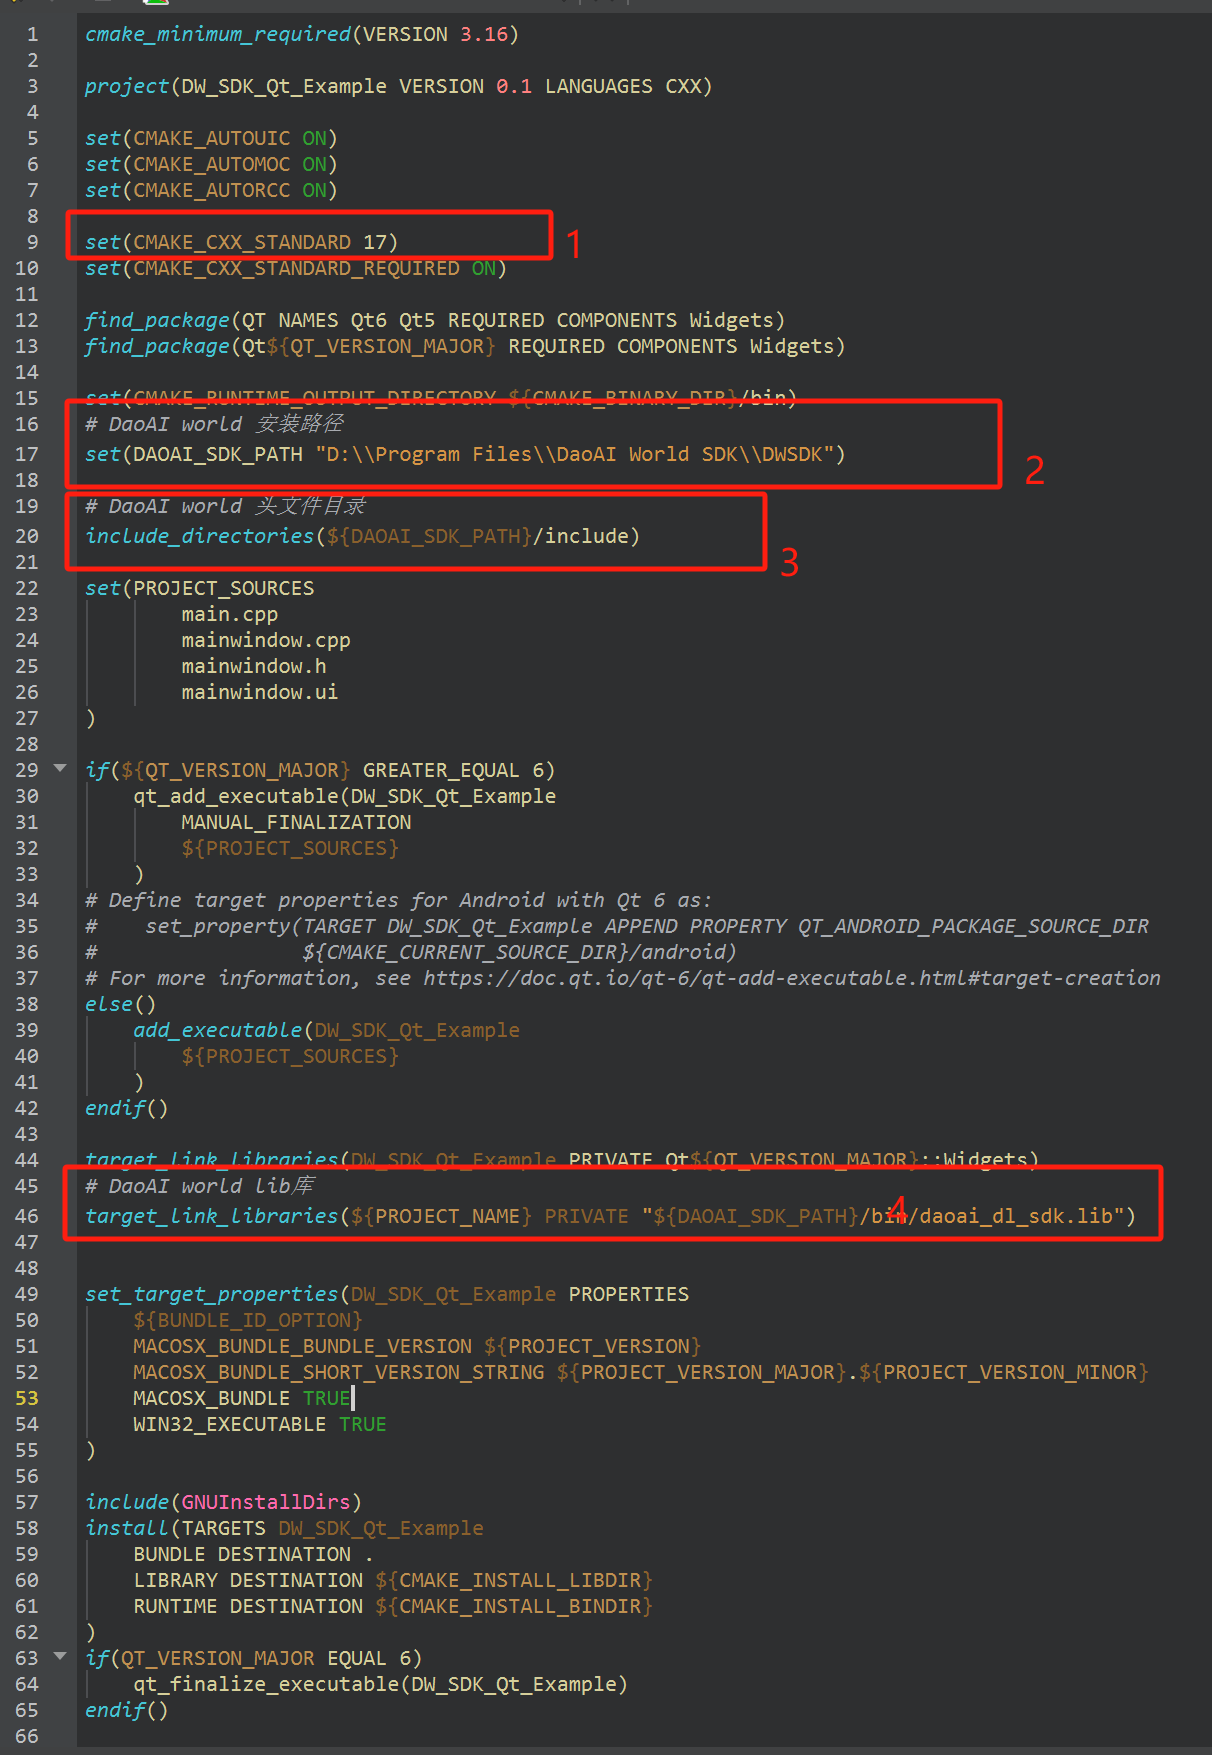 1 cmake_minimum_required(VERSION 3.16)
2
3 project(DW_SDK_Qt_Example VERSION 0.1 LANGUAGES CXX)
4
5 set(CMAKE_AUTOUIC ON)
6 set(CMAKE_AUTOMOC ON)
7 set(CMAKE_AUTORCC ON)
8
9 set(CMAKE_CXX_STANDARD 17) 1
10 set(CMAKE_CXX_STANDARD_REQUIRED ON)
11
12 find_package(QT NAMES Qt6 Qt5 REQUIRED COMPONENTS Widgets)
13 find_package(Qt${QT_VERSION_MAJOR} REQUIRED COMPONENTS Widgets)
14
15 set(CMAKE_RUNTIME_OUTPUT_DIRECTORY ${CMAKE_BINARY_DIR}/bin)
16 # DaoAI world 安装路径
17 set(DAOAI_SDK_PATH "D:\\Program Files\\DaoAI World SDK\\DWSDK") 2
18
19 # DaoAI world 头文件目录
20 include_directories(${DAOAI_SDK_PATH}/include) 3
21
22 set(PROJECT_SOURCES
23 main.cpp
24 mainwindow.cpp
25 mainwindow.h
26 mainwindow.ui
27 )
28
29 if(${QT_VERSION_MAJOR} GREATER_EQUAL 6)
30 qt_add_executable(DW_SDK_Qt_Example
31 MANUAL_FINALIZATION
32 ${PROJECT_SOURCES}
33 )
34 # Define target properties for Android with Qt 6 as:
35 # set_property(TARGET DW_SDK_Qt_Example APPEND PROPERTY QT_ANDROID_PACKAGE_SOURCE_DIR
36 # ${CMAKE_CURRENT_SOURCE_DIR}/android)
37 # For more information, see https://doc.qt.io/qt-6/qt-add-executable.html#target-creation
38 else()
39 add_executable(DW_SDK_Qt_Example
40 ${PROJECT_SOURCES}
41 )
42 endif()
43
44 target_link_libraries(DW_SDK_Qt_Example PRIVATE Qt${QT_VERSION_MAJOR}::Widgets)
45 # DaoAI world lib库
46 target_link_libraries(${PROJECT_NAME} PRIVATE "${DAOAI_SDK_PATH}/bin/daoai_dl_sdk.lib") 4
47
48
49 set_target_properties(DW_SDK_Qt_Example PROPERTIES
50 ${BUNDLE_ID_OPTION}
51 MACOSX_BUNDLE_BUNDLE_VERSION ${PROJECT_VERSION}
52 MACOSX_BUNDLE_SHORT_VERSION_STRING ${PROJECT_VERSION_MAJOR}.${PROJECT_VERSION_MINOR}
53 MACOSX_BUNDLE TRUE
54 WIN32_EXECUTABLE TRUE
55 )
56
57 include(GNUInstallDirs)
58 install(TARGETS DW_SDK_Qt_Example
59 BUNDLE DESTINATION .
60 LIBRARY DESTINATION ${CMAKE_INSTALL_LIBDIR}
61 RUNTIME DESTINATION ${CMAKE_INSTALL_BINDIR}
62 )
63 if(QT_VERSION_MAJOR EQUAL 6)
64 qt_finalize_executable(DW_SDK_Qt_Example)
65 endif()
66